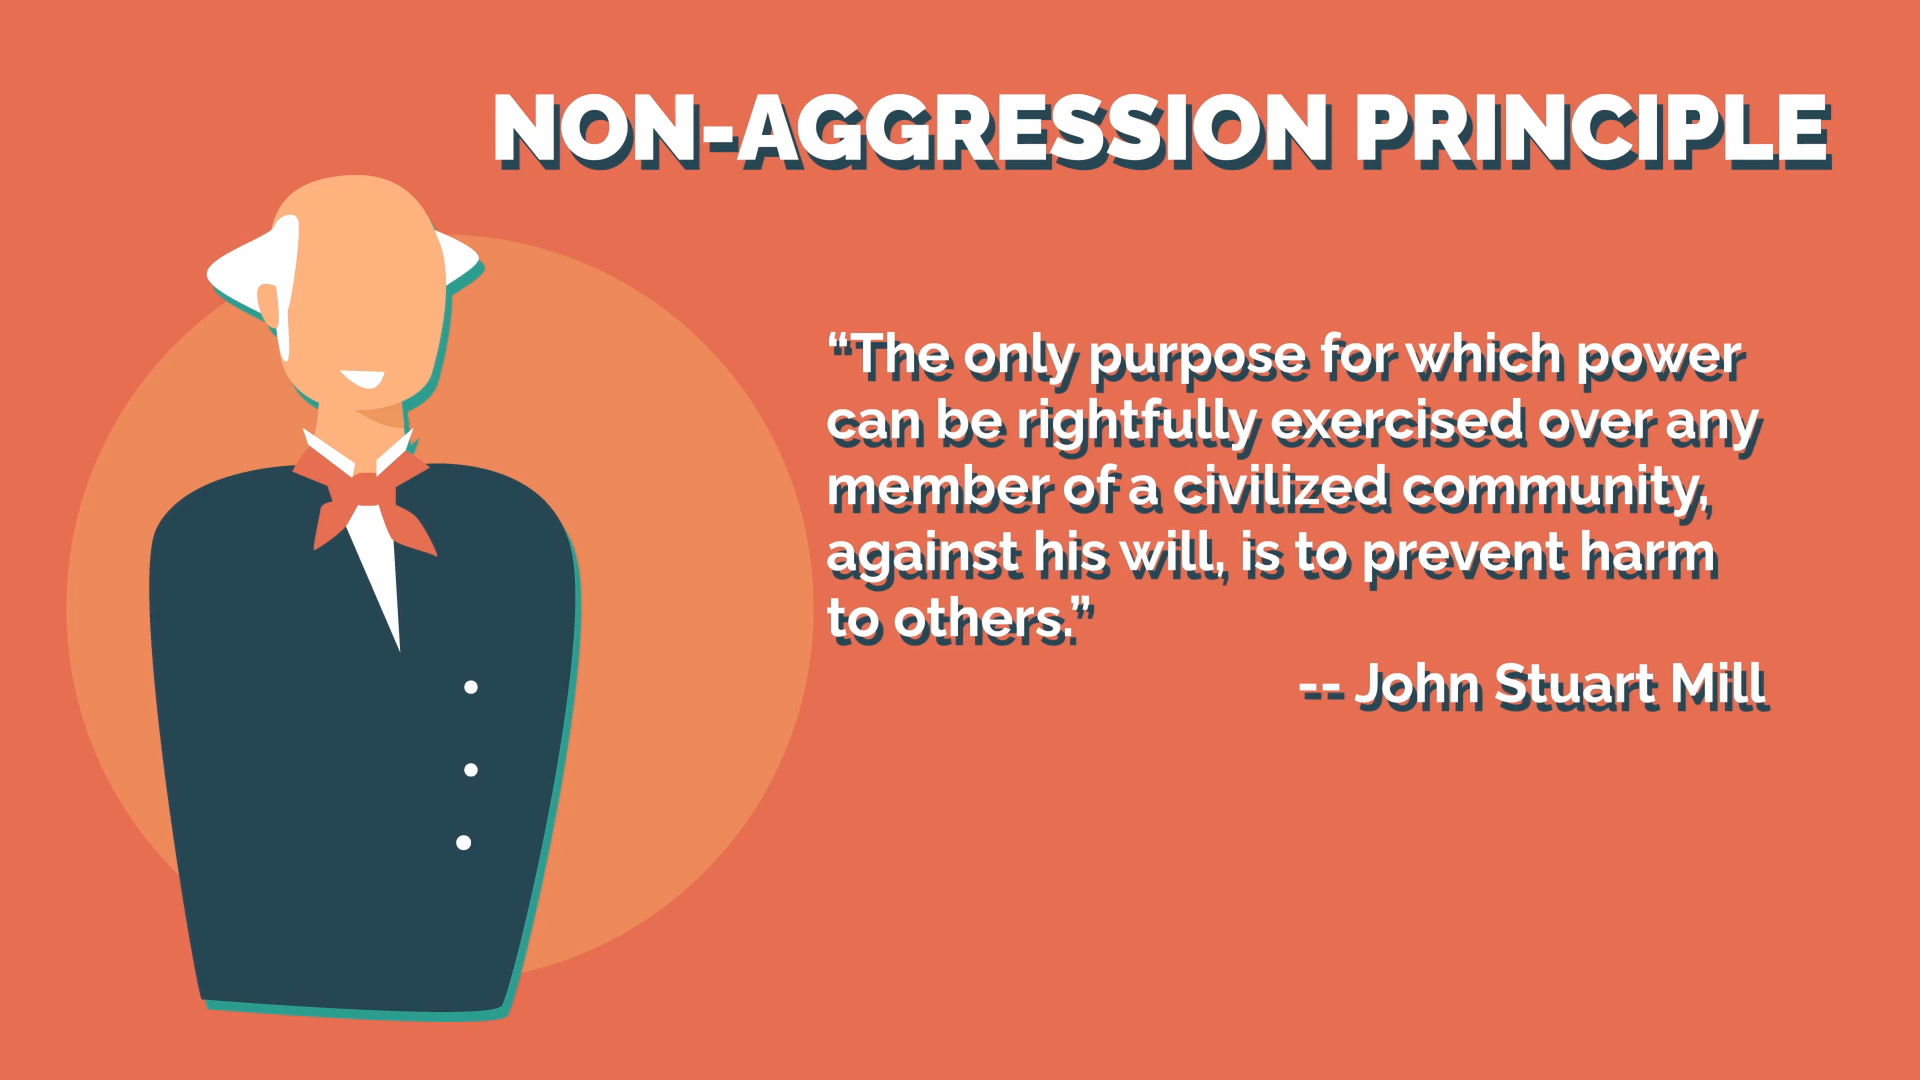 NON-AGGRESSION PRINCIPLE
“The only purpose for which power
can be rightfully exercised over any
member of a civilized community,
against his will, is to prevent harm
to others.”
-- John Stuart Mill